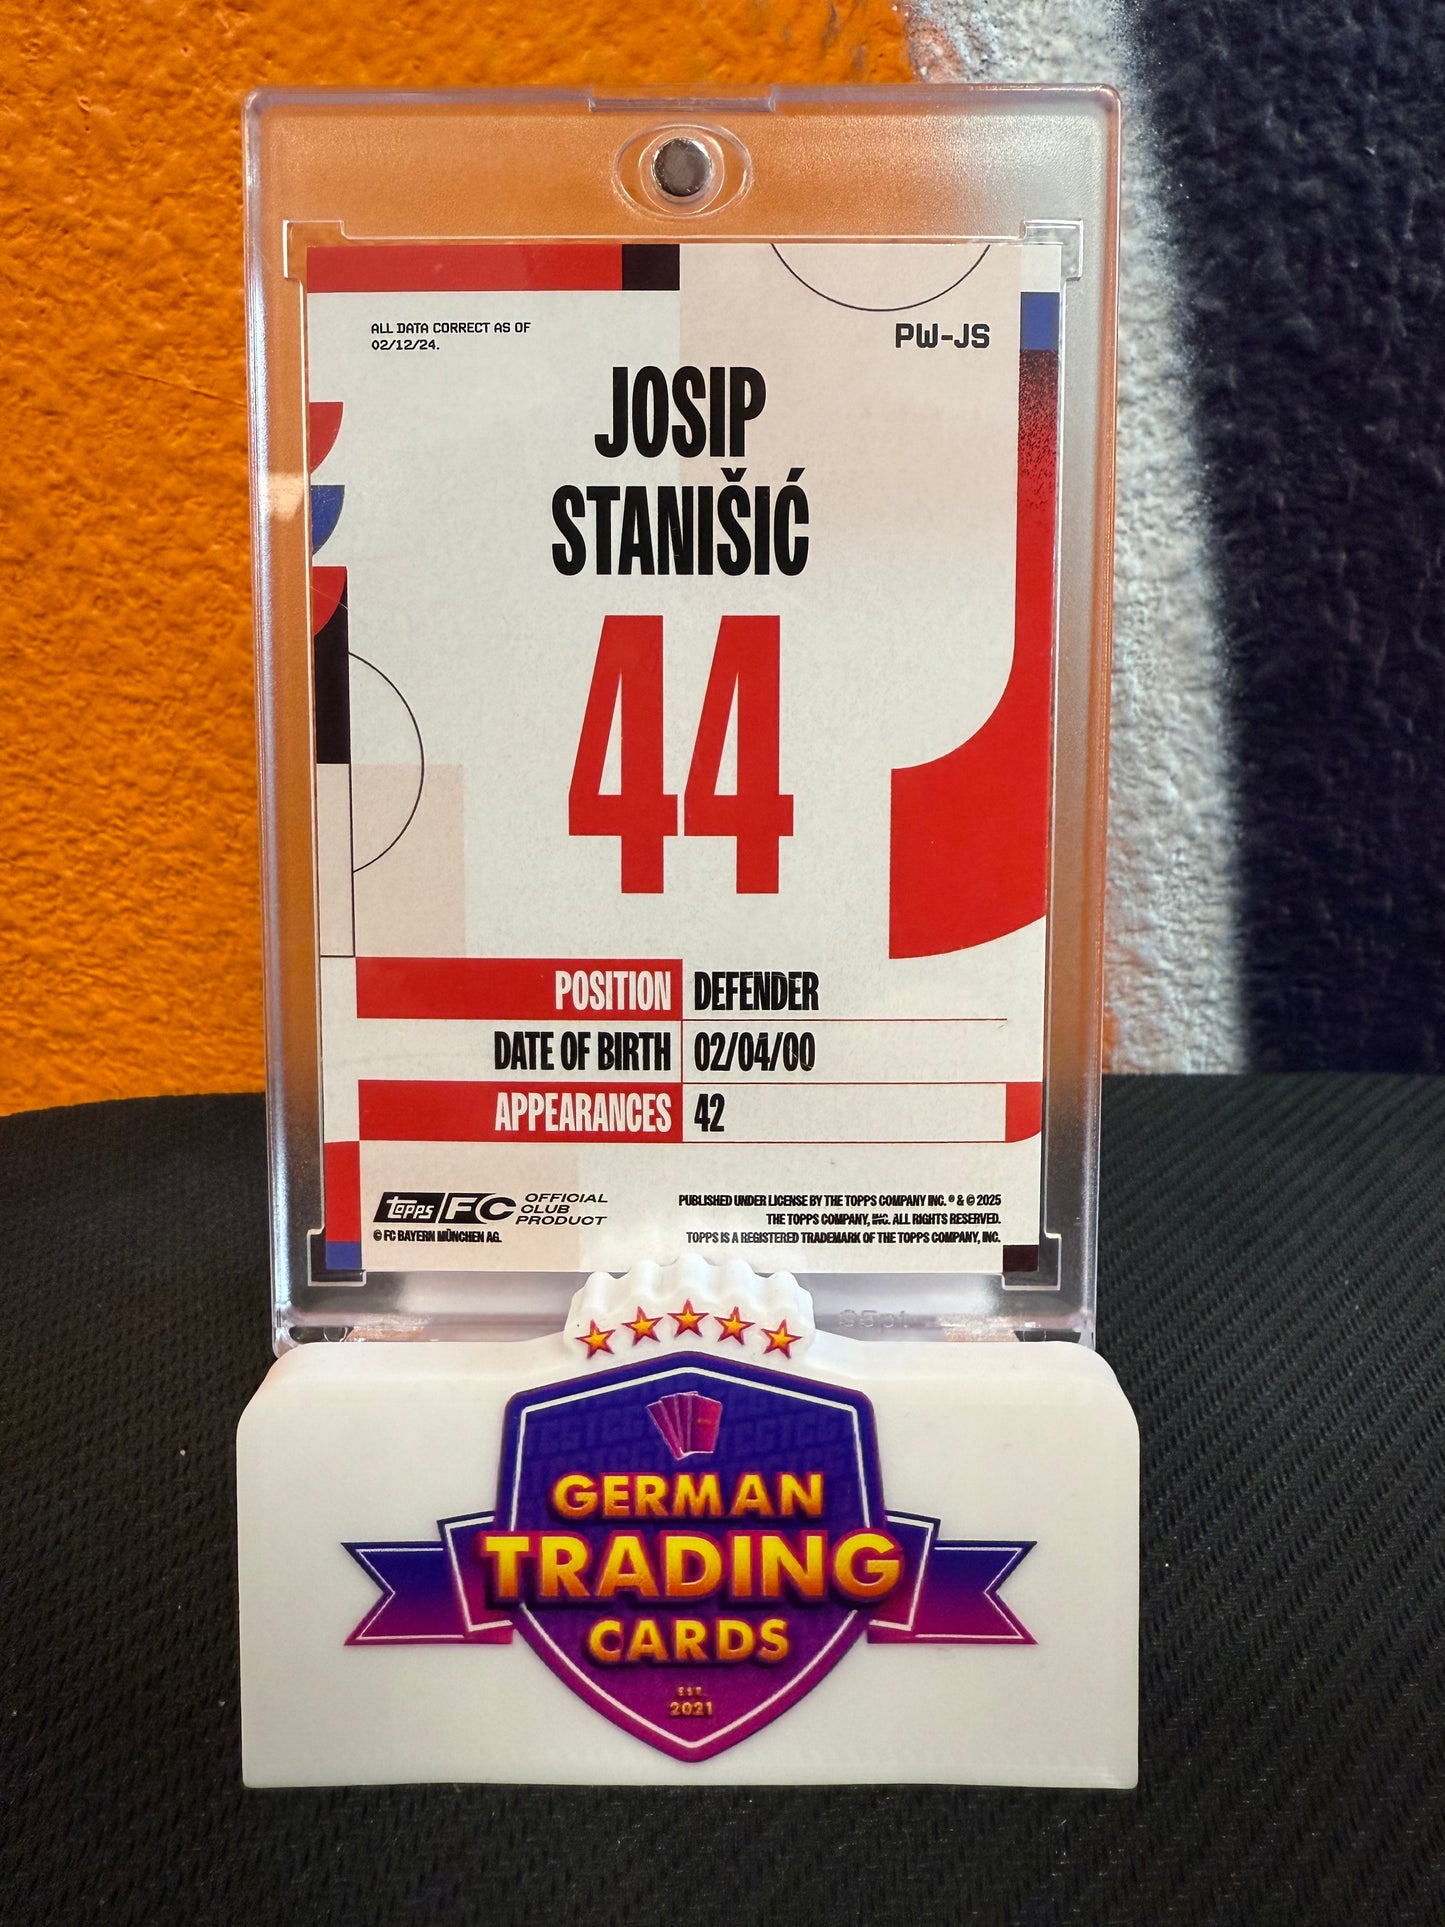 ALL DATA CORRECT AS OF
02/12/24.
PW-JS
JOSIP
STANIŠIĆ
44
POSITION DEFENDER
DATE OF BIRTH 02/04/00
APPEARANCES 42
topps FC OFFICIAL
CLUB
PRODUCT
© FC BAYERN MÜNCHEN AG.
PUBLISHED UNDER LICENSE BY THE TOPPS COMPANY INC. ® & © 2025
THE TOPPS COMPANY, INC. ALL RIGHTS RESERVED.
TOPPS IS A REGISTERED TRADEMARK OF THE TOPPS COMPANY, INC.
GERMAN
TRADING
CARDS
EST.
2021